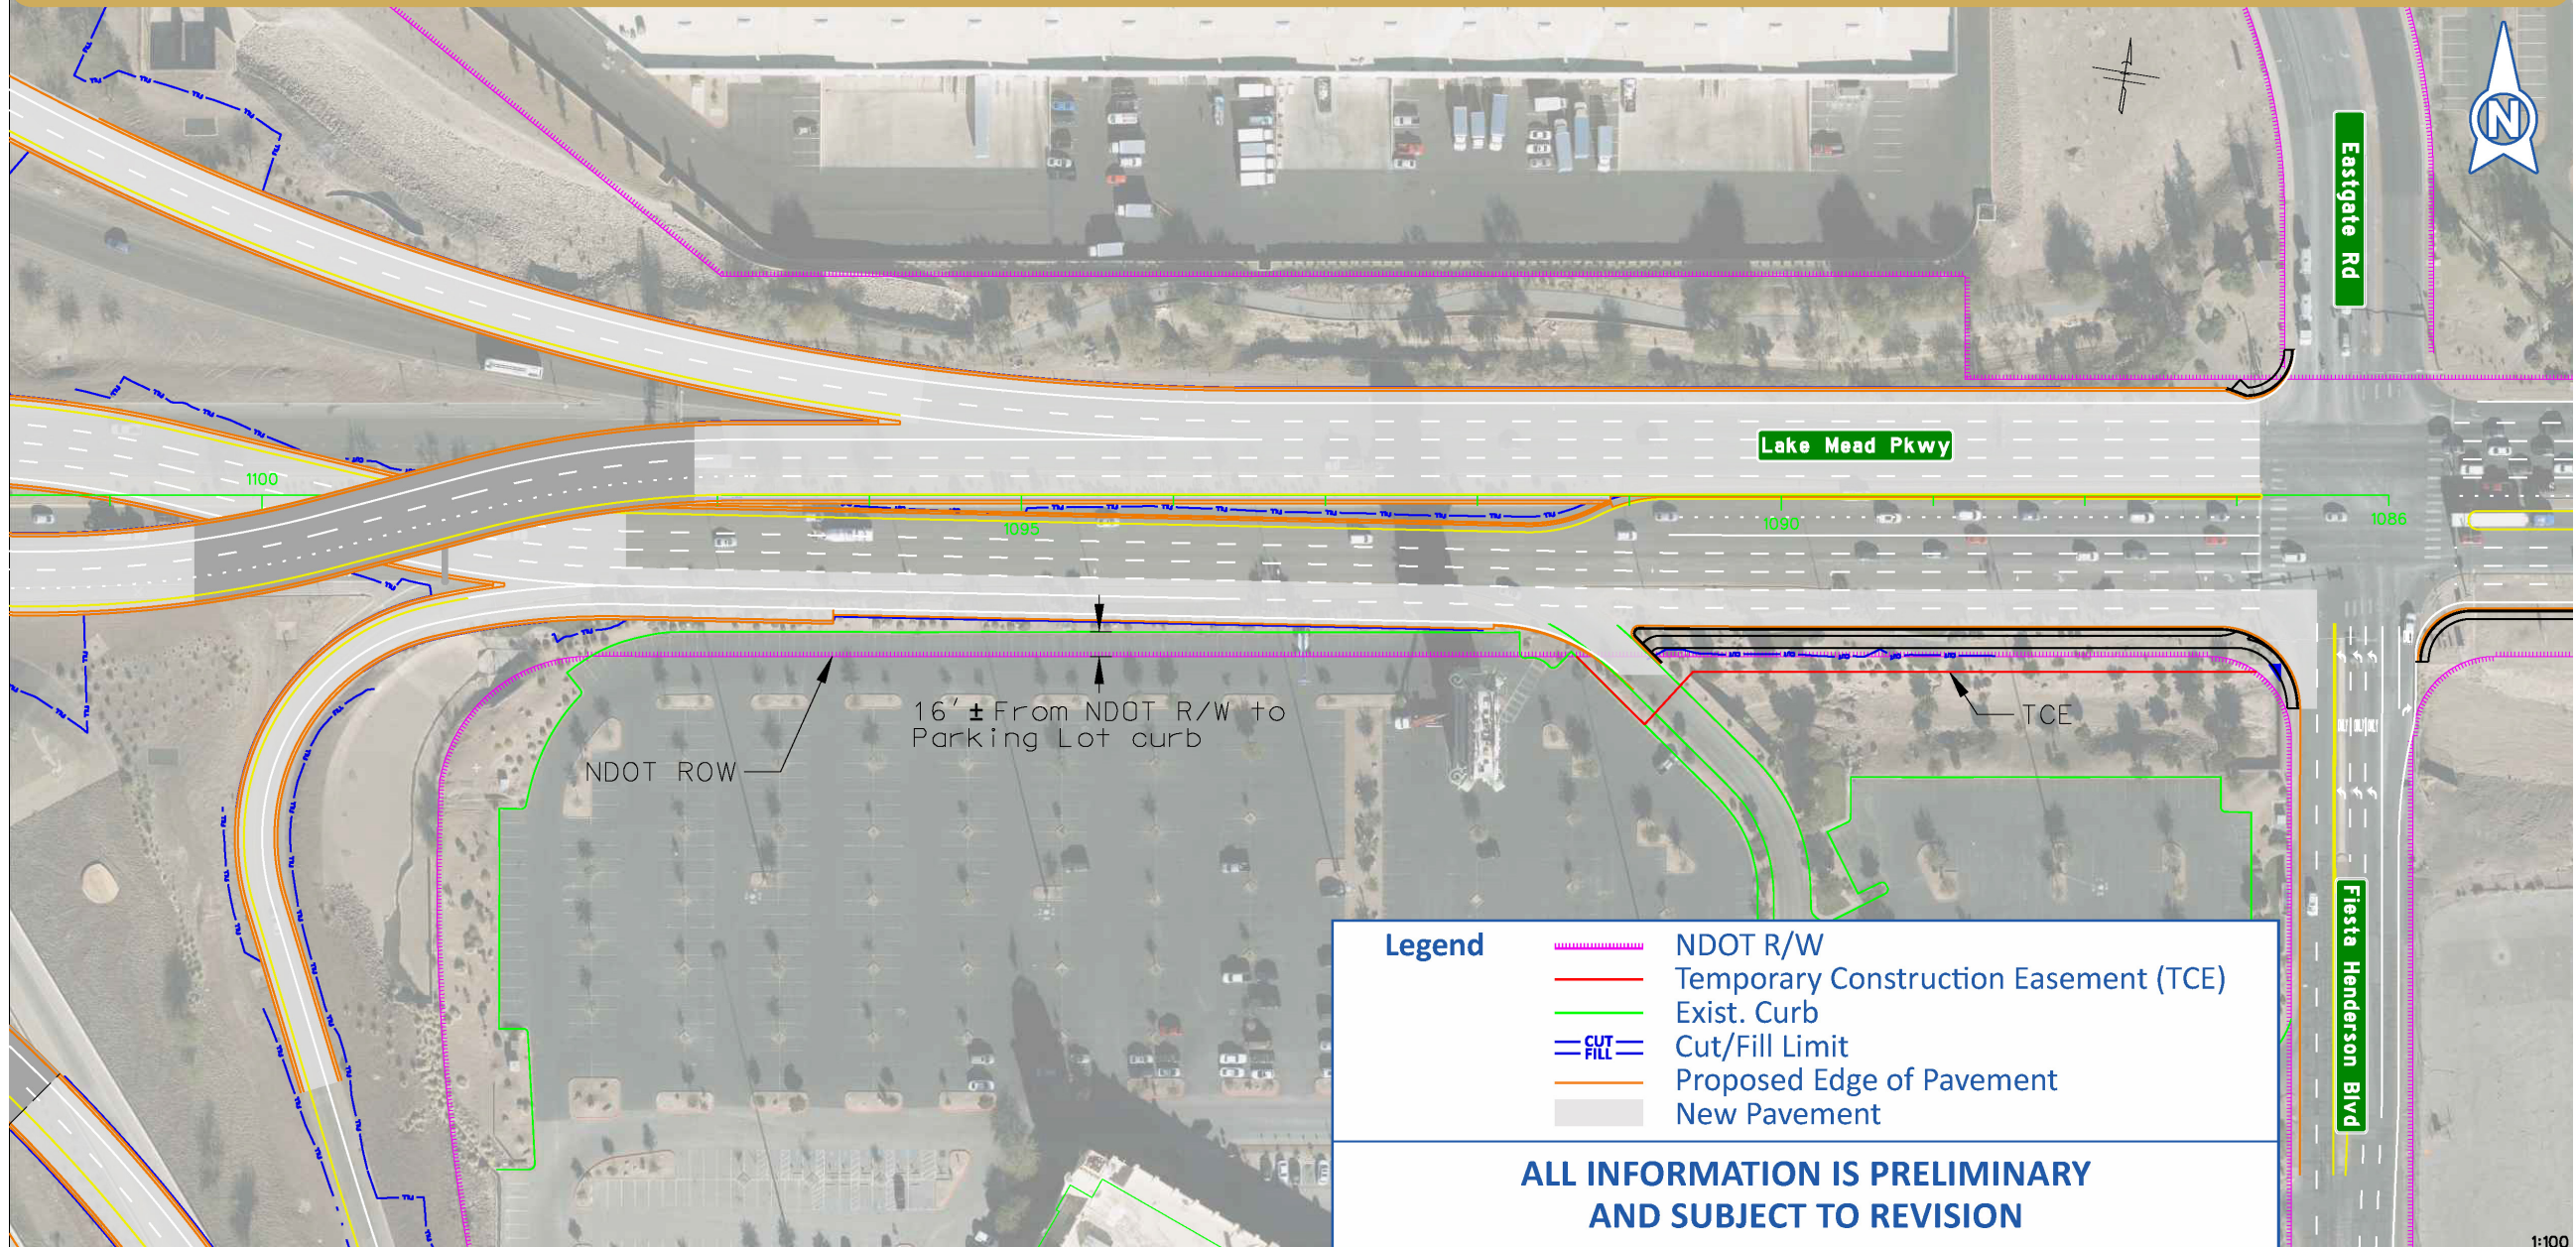 N
Eastgate Rd
Lake Mead Pkwy
1100
1095
1090
1086
16'± From NDOT R/W to
Parking Lot curb
NDOT ROW
TCE
Fiesta Henderson Blvd
Legend
NDOT R/W
Temporary Construction Easement (TCE)
Exist. Curb
CUT
FILL
Cut/Fill Limit
Proposed Edge of Pavement
New Pavement
ALL INFORMATION IS PRELIMINARY
AND SUBJECT TO REVISION
1:100